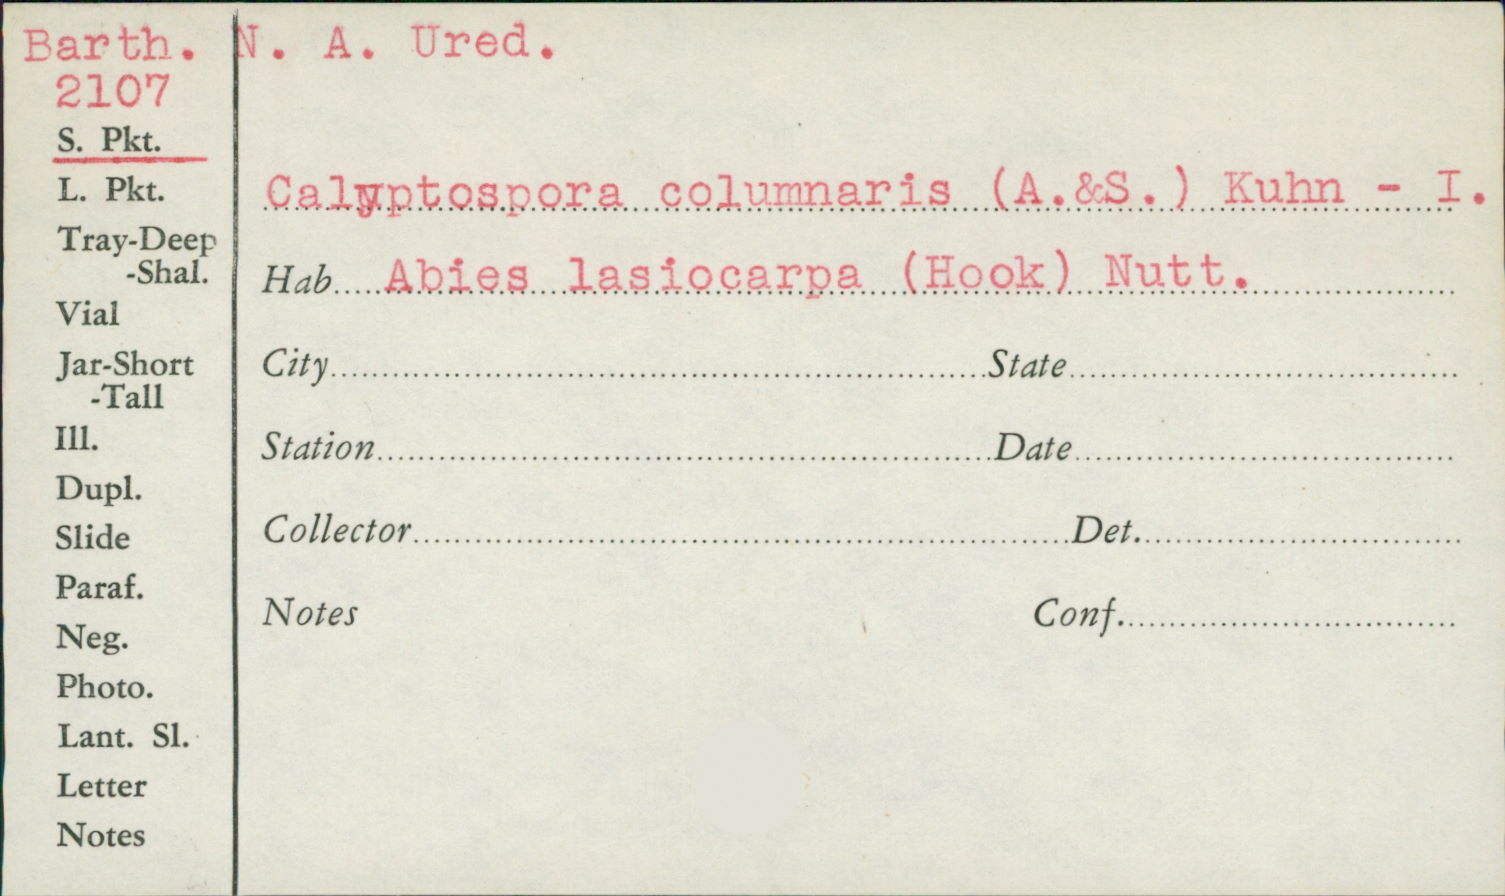 Barth. N. A. Ured.
2107
S. Pkt.
L. Pkt.
Tray-Deep
-Shal.
Vial
Jar-Short
-Tall
Ill.
Dupl.
Slide
Paraf.
Neg.
Photo.
Lant. Sl.
Letter
Notes
Calyptospora columnaris (A.&S.) Kuhn - I.
Hab Abies lasiocarpa (Hook) Nutt.
City State
Station Date
Collector Det.
Notes Conf.